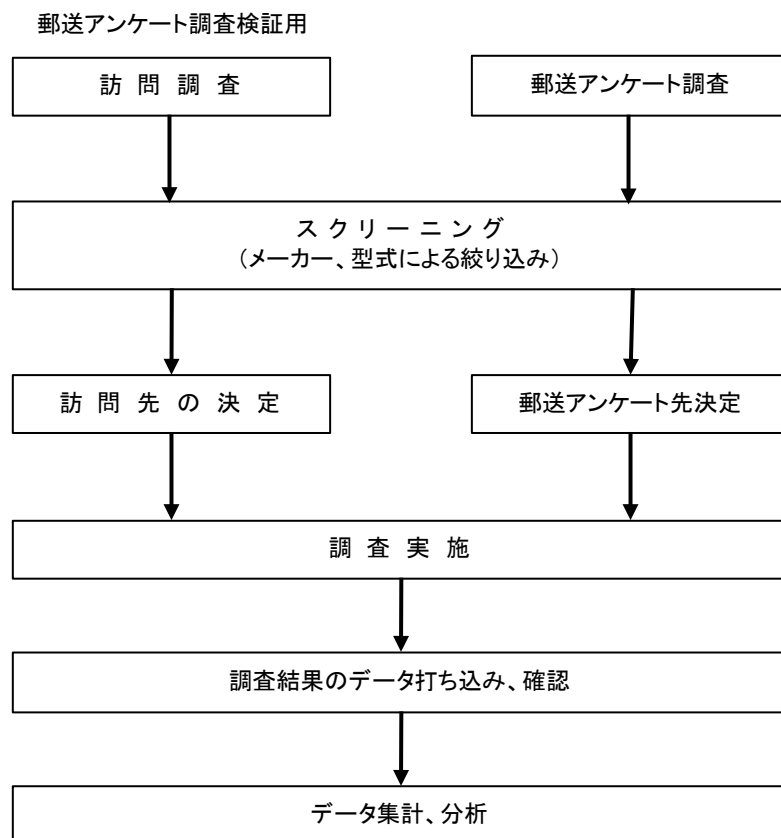 郵送アンケート調査検証用
訪 問 調 査
郵送アンケート調査
ス ク リ ー ニ ン グ
（メーカー、型式による絞り込み）
訪 問 先 の 決 定
郵送アンケート先決定
調 査 実 施
調査結果のデータ打ち込み、確認
データ集計、分析